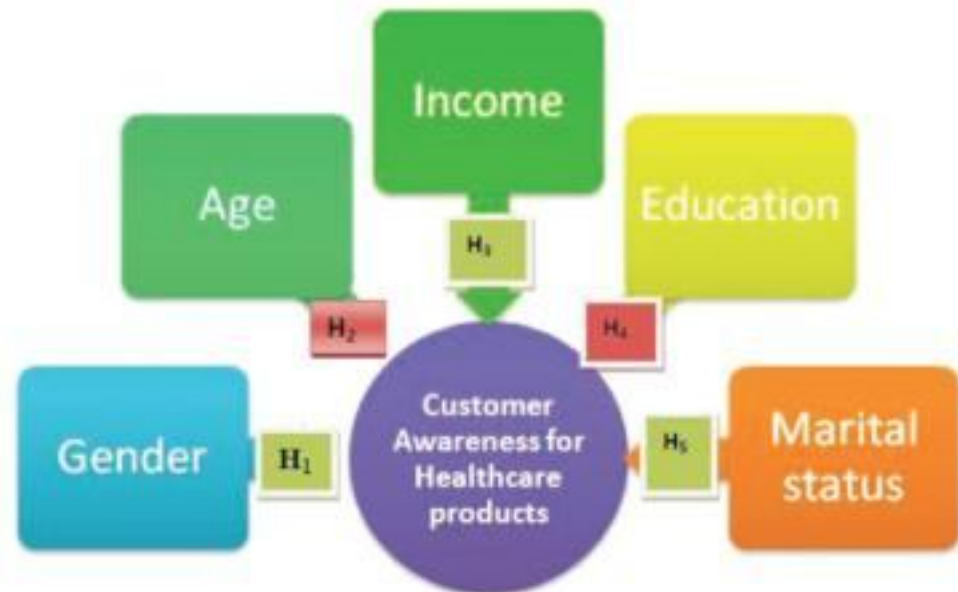 Income
Age
Education
H₃
H₂
H₄
Gender
H₁
Customer
Awareness for
Healthcare
products
H₅
Marital
status